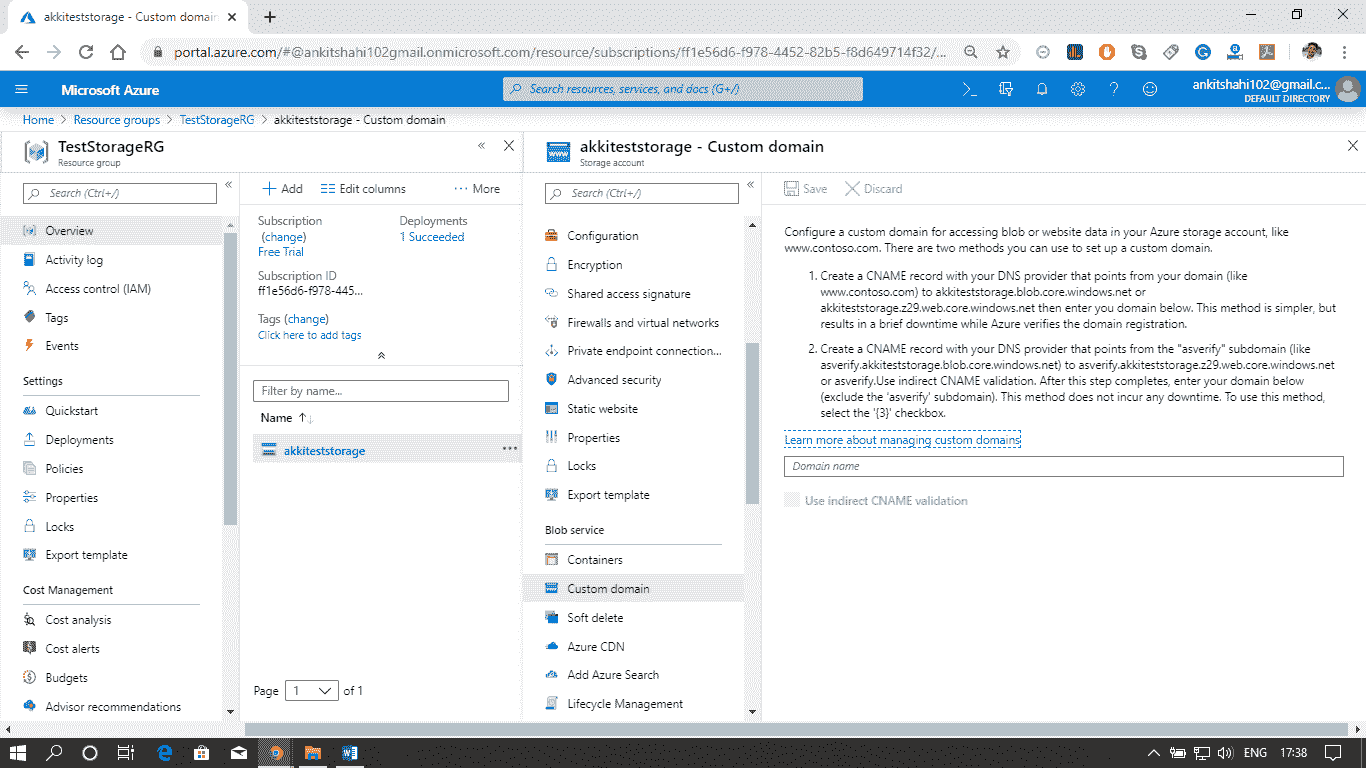 akkiteststorage - Custom domain
portal.azure.com/#@ankitshahi102gmail.onmicrosoft.com/resource/subscriptions/ff1e56d6-f978-4452-82b5-f8d649714f32/...
Microsoft Azure
Search resources, services, and docs (G+/)
ankitshahi102@gmail.c...
DEFAULT DIRECTORY
Home > Resource groups > TestStorageRG > akkiteststorage - Custom domain
TestStorageRG
Resource group
Search (Ctrl+/)
Overview
Activity log
Access control (IAM)
Tags
Events
Settings
Quickstart
Deployments
Policies
Properties
Locks
Export template
Cost Management
Cost analysis
Cost alerts
Budgets
Advisor recommendations
Add
Edit columns
More
Subscription
(change)
Free Trial
Deployments
1 Succeeded
Subscription ID
ff1e56d6-f978-445...
Tags (change)
Click here to add tags
Filter by name...
Name
akkiteststorage
Page 1 of 1
akkiteststorage - Custom domain
Storage account
Search (Ctrl+/)
Configuration
Encryption
Shared access signature
Firewalls and virtual networks
Private endpoint connection...
Advanced security
Static website
Properties
Locks
Export template
Blob service
Containers
Custom domain
Soft delete
Azure CDN
Add Azure Search
Lifecycle Management
Save
Discard
Configure a custom domain for accessing blob or website data in your Azure storage account, like
www.contoso.com. There are two methods you can use to set up a custom domain.
1. Create a CNAME record with your DNS provider that points from your domain (like
www.contoso.com) to akkiteststorage.blob.core.windows.net or
akkiteststorage.z29.web.core.windows.net then enter you domain below. This method is simpler, but
results in a brief downtime while Azure verifies the domain registration.
2. Create a CNAME record with your DNS provider that points from the "asverify" subdomain (like
asverify.akkiteststorage.blob.core.windows.net) to asverify.akkiteststorage.z29.web.core.windows.net
or asverify.Use indirect CNAME validation. After this step completes, enter your domain below
(exclude the 'asverify' subdomain). This method does not incur any downtime. To use this method,
select the '{3}' checkbox.
Learn more about managing custom domains
Domain name
Use indirect CNAME validation
ENG
17:38